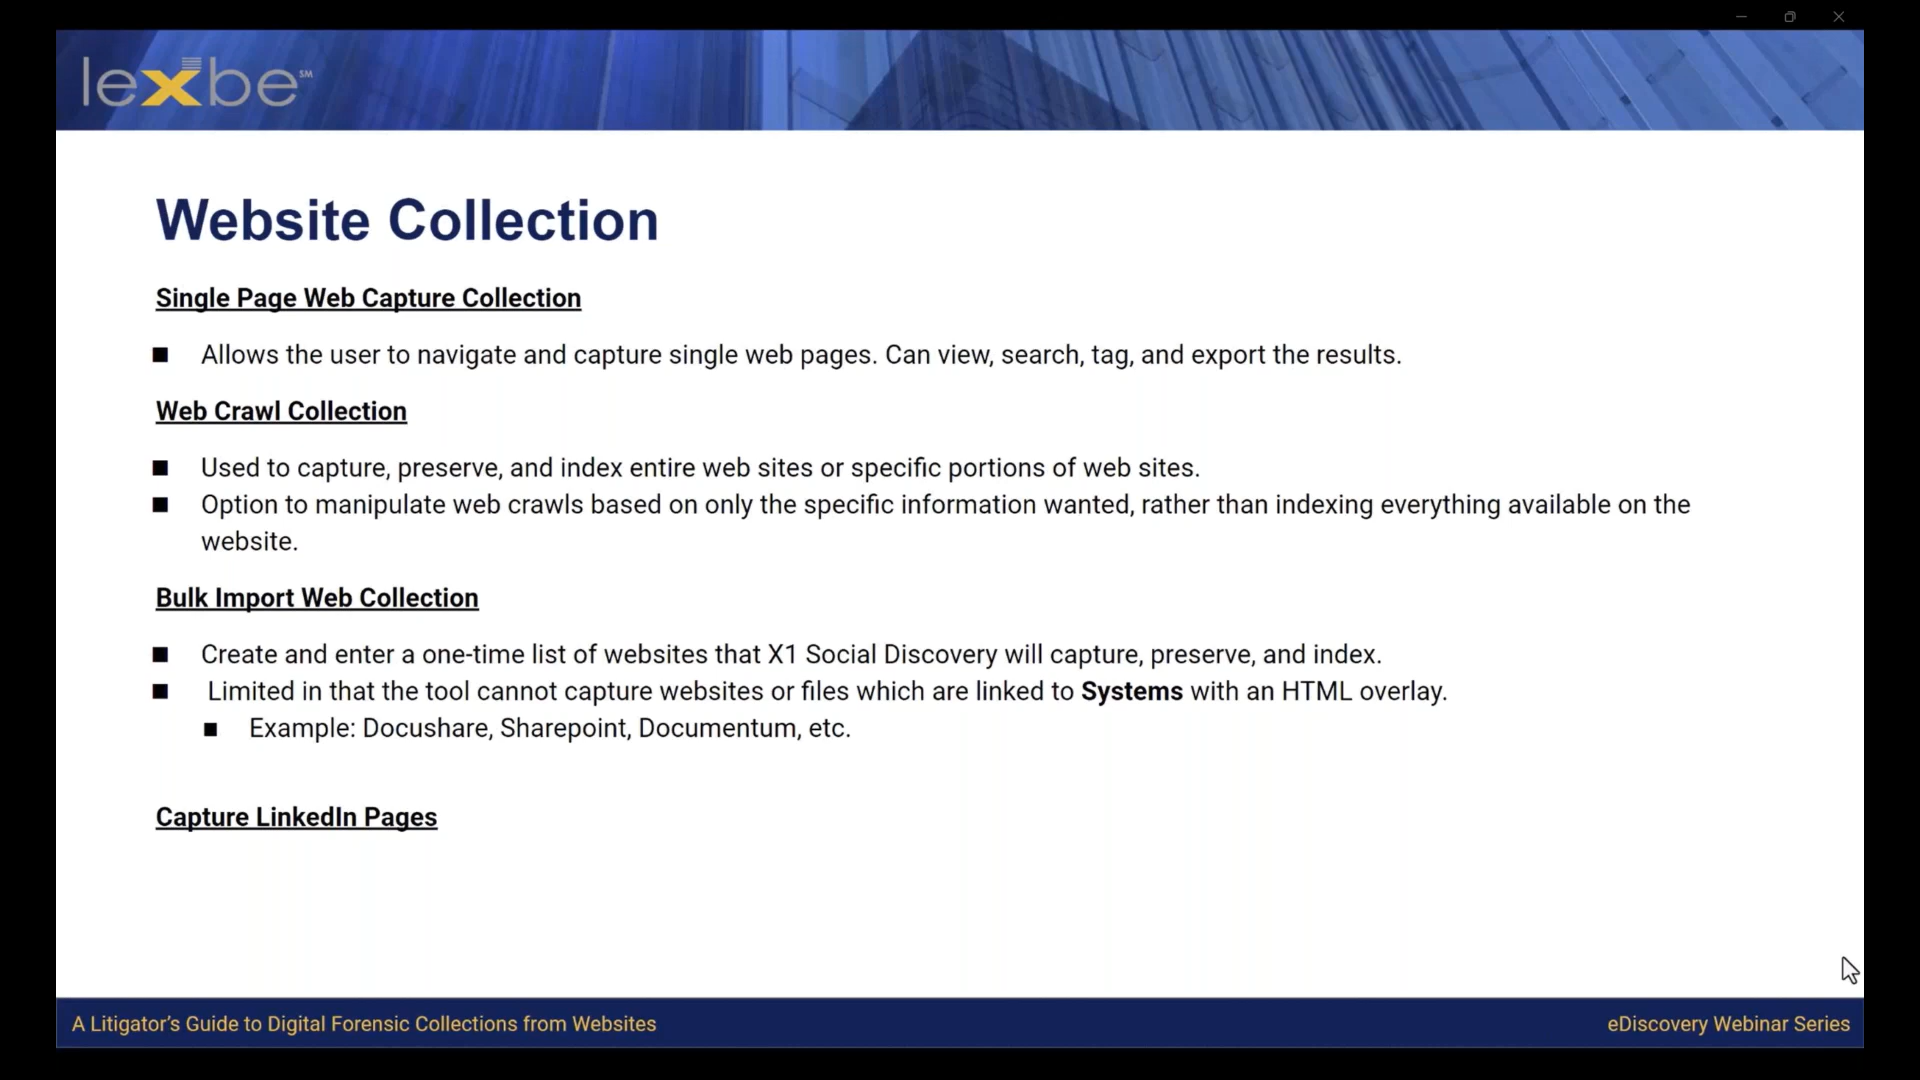 lexbe SM
Website Collection
Single Page Web Capture Collection
■ Allows the user to navigate and capture single web pages. Can view, search, tag, and export the results.
Web Crawl Collection
■ Used to capture, preserve, and index entire web sites or specific portions of web sites.
■ Option to manipulate web crawls based on only the specific information wanted, rather than indexing everything available on the
website.
Bulk Import Web Collection
■ Create and enter a one-time list of websites that X1 Social Discovery will capture, preserve, and index.
■ Limited in that the tool cannot capture websites or files which are linked to Systems with an HTML overlay.
■ Example: Docushare, Sharepoint, Documentum, etc.
Capture LinkedIn Pages
A Litigator's Guide to Digital Forensic Collections from Websites
eDiscovery Webinar Series